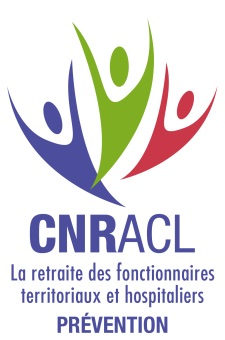 CNRACL
La retraite des fonctionnaires
territoriaux et hospitaliers
PRÉVENTION